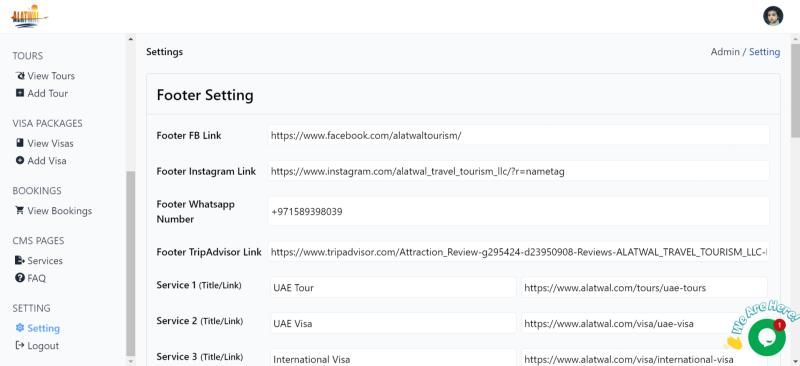 ALATWAL
TOURS
View Tours
Add Tour
VISA PACKAGES
View Visas
Add Visa
BOOKINGS
View Bookings
CMS PAGES
Services
FAQ
SETTING
Setting
Logout
Settings
Admin / Setting
Footer Setting
Footer FB Link
https://www.facebook.com/alatwaltourism/
Footer Instagram Link
https://www.instagram.com/alatwal_travel_tourism_llc/?r=nametag
Footer Whatsapp
Number
+971589398039
Footer TripAdvisor Link
https://www.tripadvisor.com/Attraction_Review-g295424-d23950908-Reviews-ALATWAL_TRAVEL_TOURISM_LLC-
Service 1 (Title/Link)
UAE Tour
https://www.alatwal.com/tours/uae-tours
Service 2 (Title/Link)
UAE Visa
https://www.alatwal.com/visa/uae-visa
Service 3 (Title/Link)
International Visa
https://www.alatwal.com/visa/international-visa
We Are Here!
1